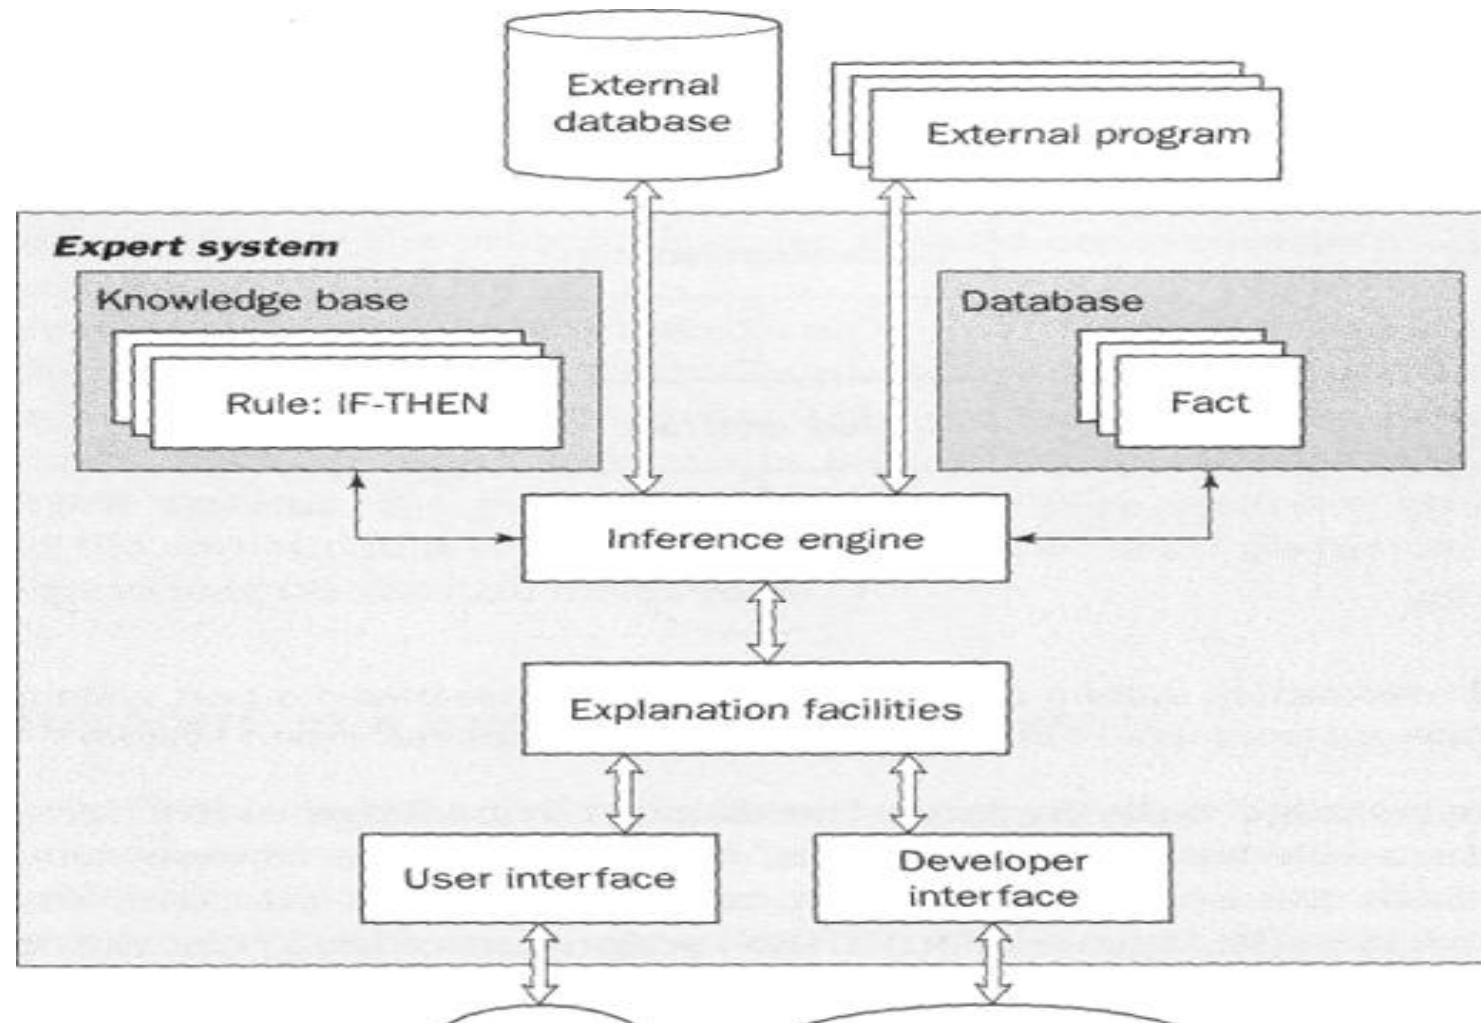 External
database
External program
Expert system
Knowledge base
Rule: IF-THEN
Database
Fact
Inference engine
Explanation facilities
User interface
Developer
interface